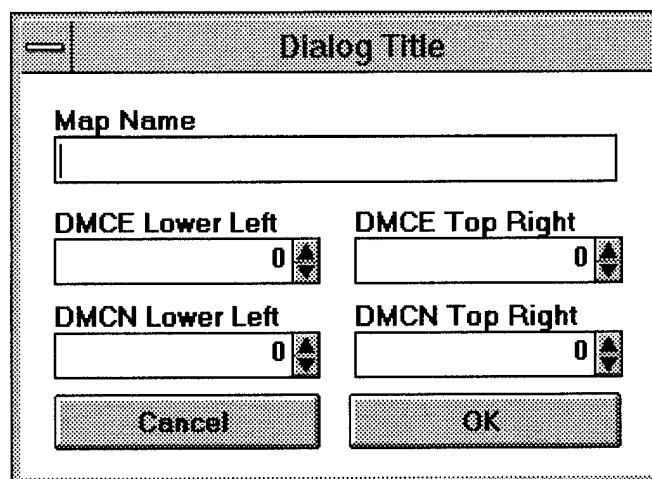 Dialog Title
Map Name
DMCE Lower Left DMCE Top Right
0 0
DMCN Lower Left DMCN Top Right
0 0
Cancel OK